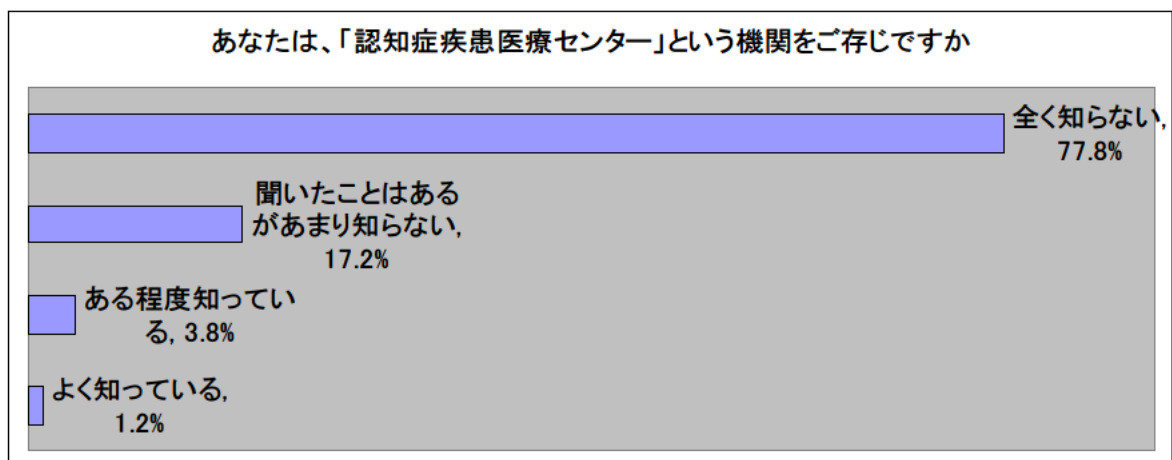 あなたは、「認知症疾患医療センター」という機関をご存じですか
全く知らない,
77.8%
聞いたことはある
があまり知らない,
17.2%
ある程度知ってい
る, 3.8%
よく知っている,
1.2%